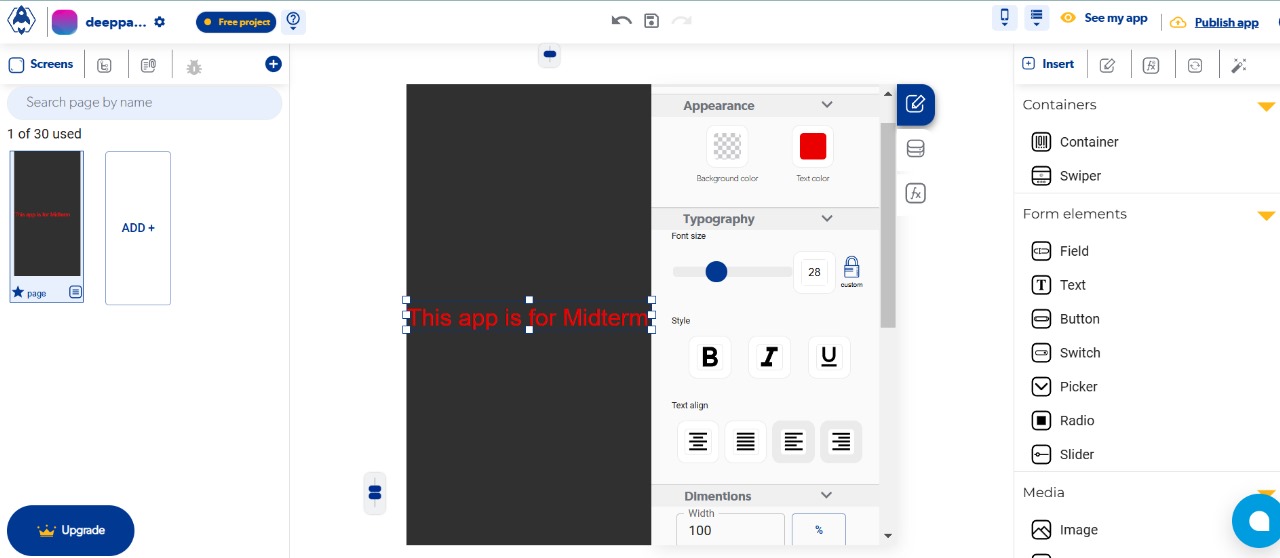 deeppa...
Free project
See my app
Publish app
Screens
Insert
Search page by name
1 of 30 used
This app is for Midterm
ADD +
page
Upgrade
This app is for Midterm
Appearance
Background color
Text color
Typography
Font size
28
custom
Style
B I U
Text align
Dimentions
Width
100
%
fx
Containers
Container
Swiper
Form elements
Field
Text
Button
Switch
Picker
Radio
Slider
Media
Image